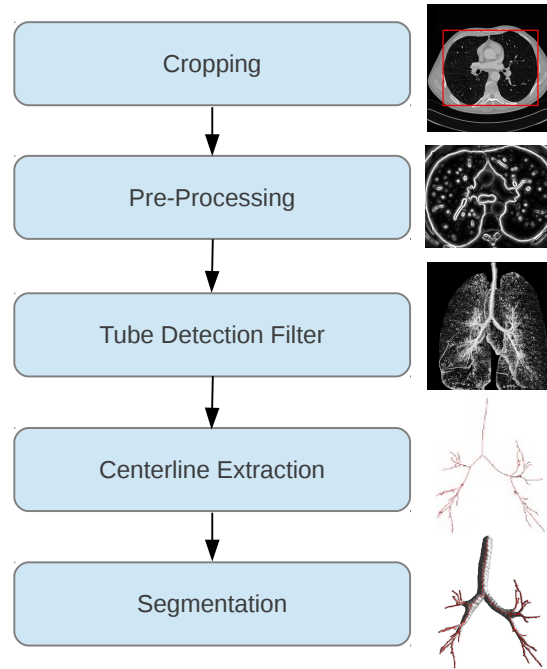 Cropping
Pre-Processing
Tube Detection Filter
Centerline Extraction
Segmentation